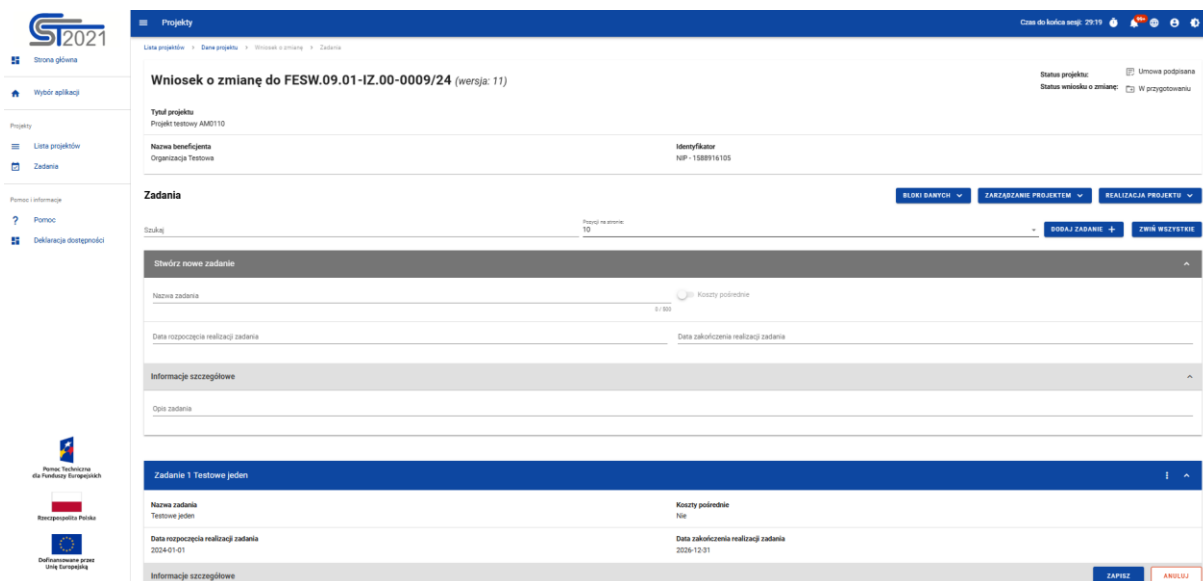 ST2021
Strona główna
Wybór aplikacji
Projekty
Lista projektów
Zadania
Pomoc i informacje
? Pomoc
Deklaracja dostępności
Pomoc Techniczna
dla Funduszy Europejskich
Rzeczpospolita Polska
Dofinansowane przez
Unię Europejską
Projekty
Czas do końca sesji: 29:19
99+
Lista projektów > Dane projektu > Wniosek o zmianę > Zadania
Wniosek o zmianę do FESW.09.01-IZ.00-0009/24 (wersja: 11)
Status projektu: Umowa podpisana
Status wniosku o zmianę: W przygotowaniu
Tytuł projektu
Projekt testowy AM0110
Nazwa beneficjenta
Organizacja Testowa
Identyfikator
NIP - 1588916105
Zadania
BLOKI DANYCH
ZARZĄDZANIE PROJEKTEM
REALIZACJA PROJEKTU
Szukaj
Pozycji na stronie:
10
DODAJ ZADANIE +
ZWIŃ WSZYSTKIE
Stwórz nowe zadanie
Nazwa zadania
0 / 500
Koszty pośrednie
Data rozpoczęcia realizacji zadania
Data zakończenia realizacji zadania
Informacje szczegółowe
Opis zadania
Zadanie 1 Testowe jeden
Nazwa zadania
Testowe jeden
Koszty pośrednie
Nie
Data rozpoczęcia realizacji zadania
2024-01-01
Data zakończenia realizacji zadania
2026-12-31
Informacje szczegółowe
ZAPISZ
ANULUJ